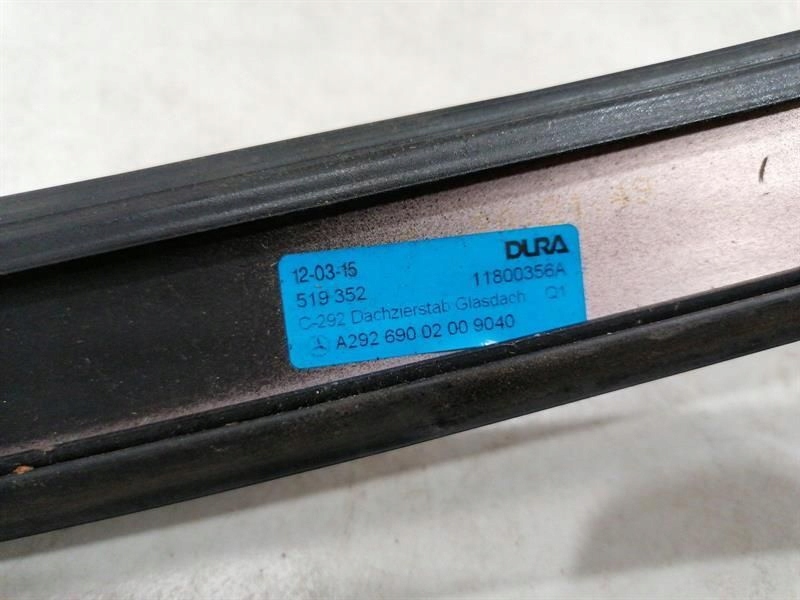 12-03-15 DURA
519 352 11800356A
C-292 Dachzierstab Glasdach Q1
A292 690 02 00 9040